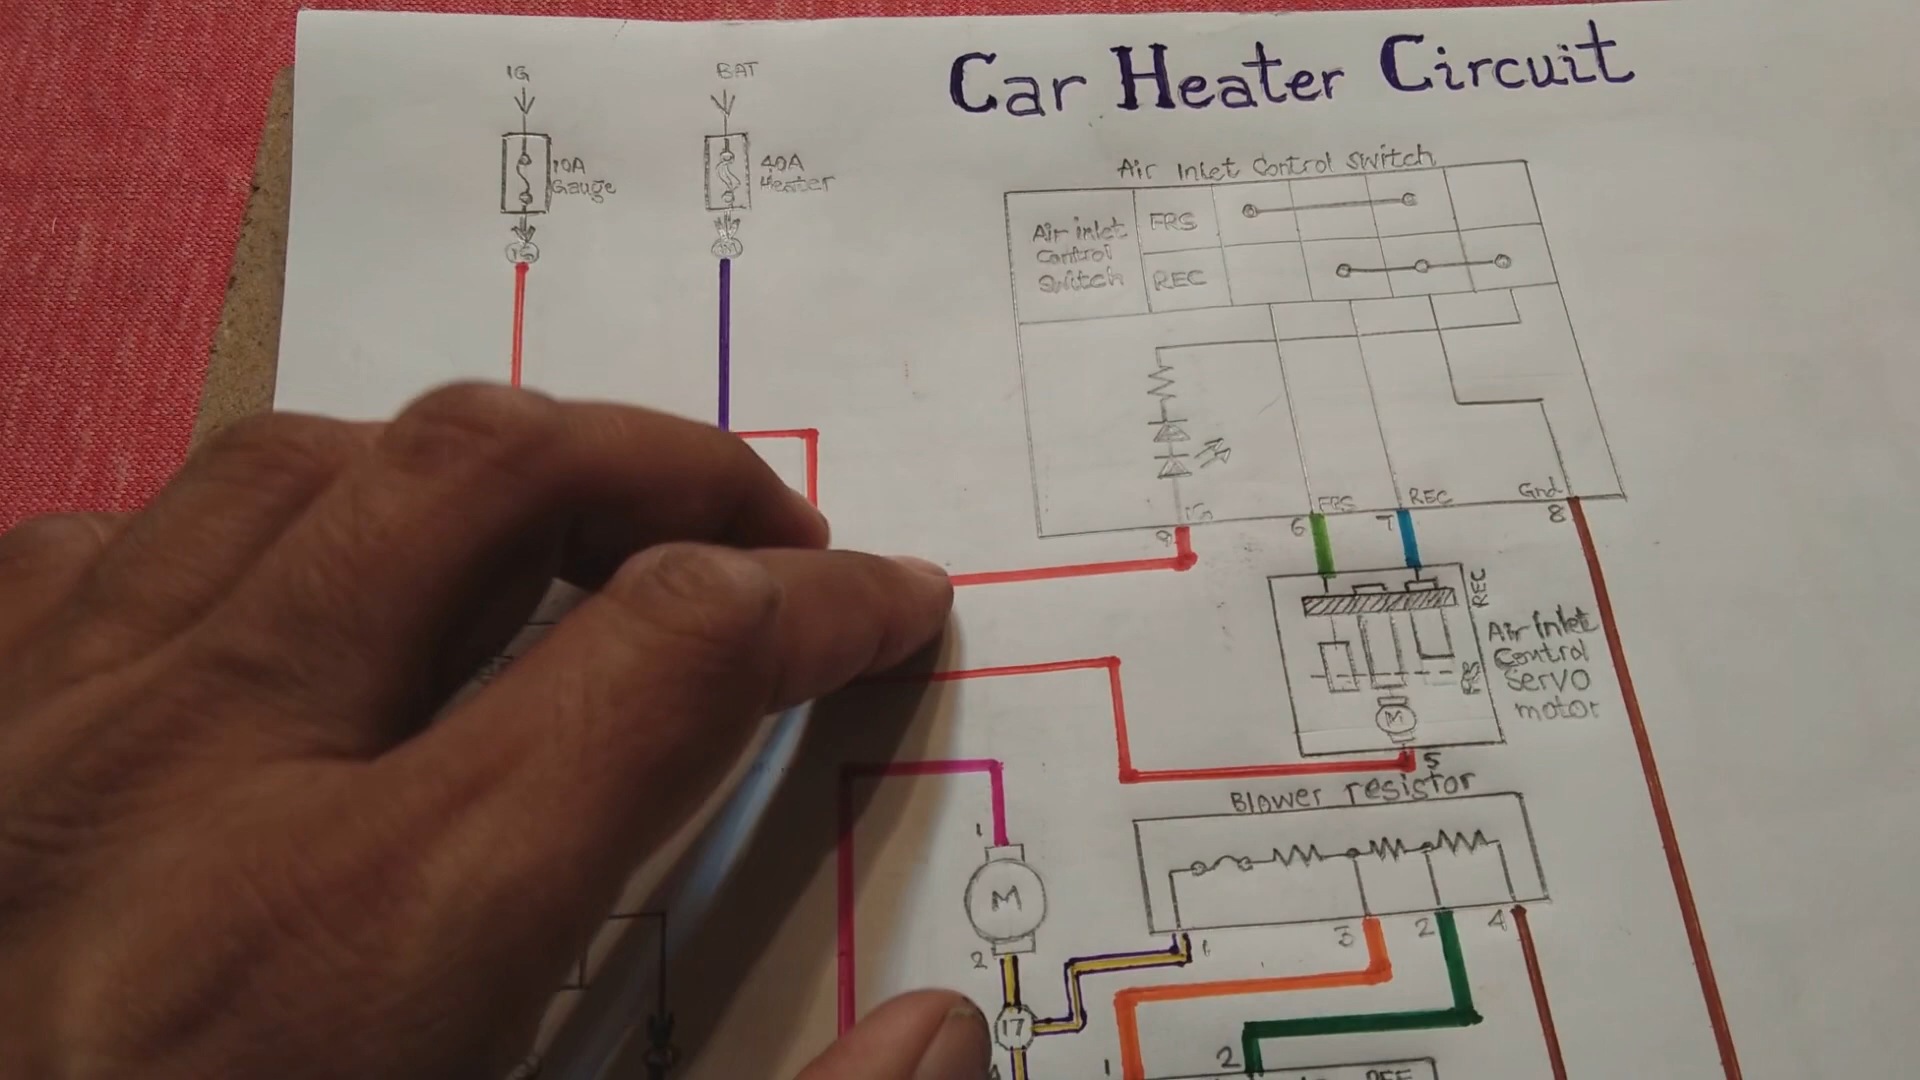 Car Heater Circuit
IG
BAT
10A
Gauge
40A
Heater
Air Inlet Control Switch
Air inlet
Control
Switch
FRS
REC
IG
FRS
REC
Gnd
9
6
7
8
REC
FRS
Air inlet
Control
Servo
motor
M
5
Blower resistor
1
M
2
1
3
2
4
17
1
2